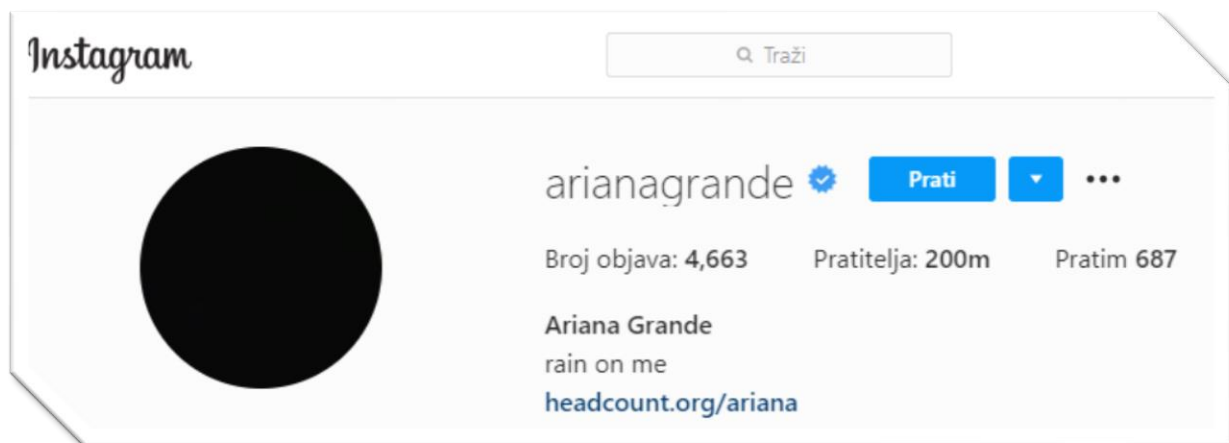 Instagram
Traži
arianagrande Prati
Broj objava: 4,663 Pratitelja: 200m Pratim 687
Ariana Grande
rain on me
headcount.org/ariana